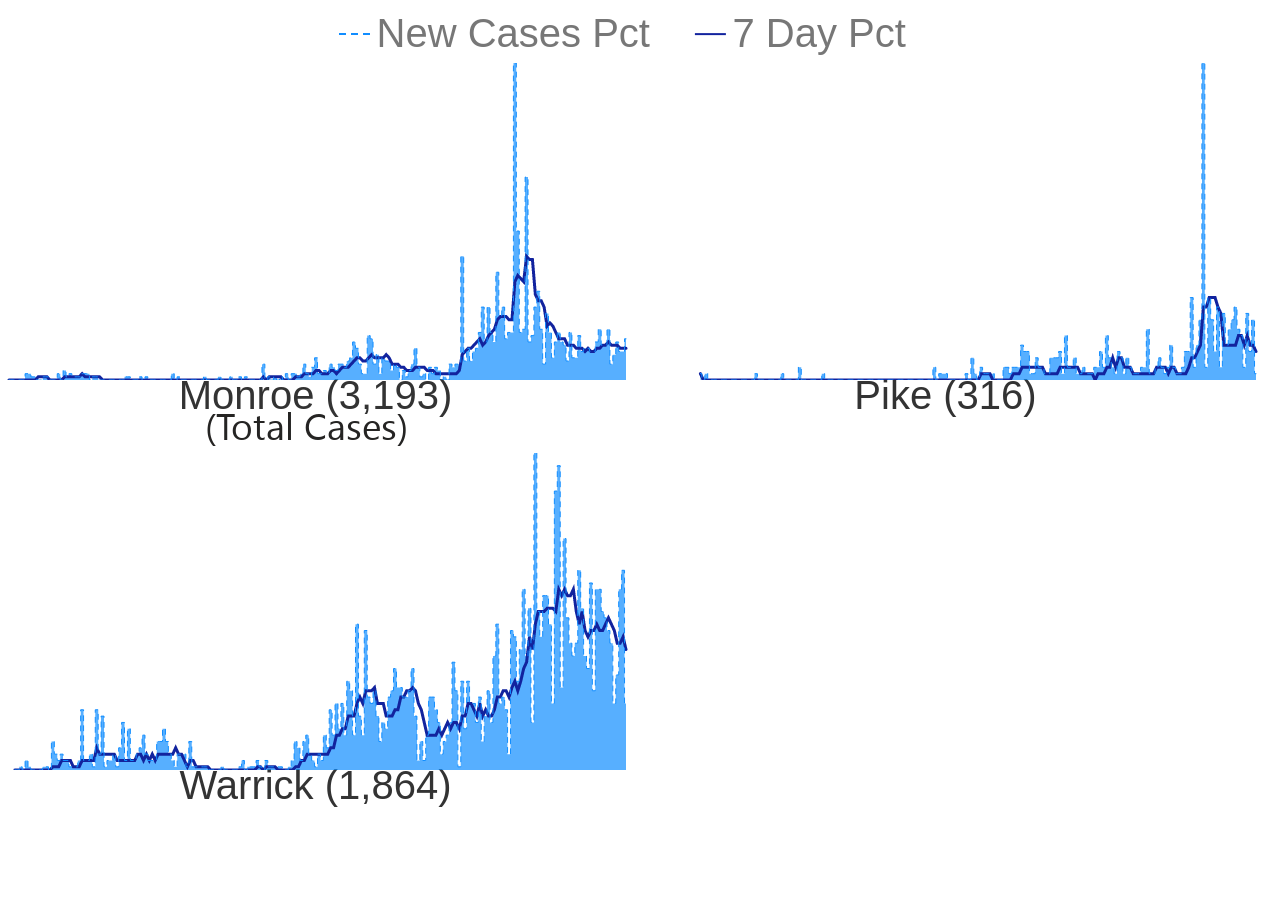 New Cases Pct 7 Day Pct
Monroe (3,193)
(Total Cases)
Pike (316)
Warrick (1,864)